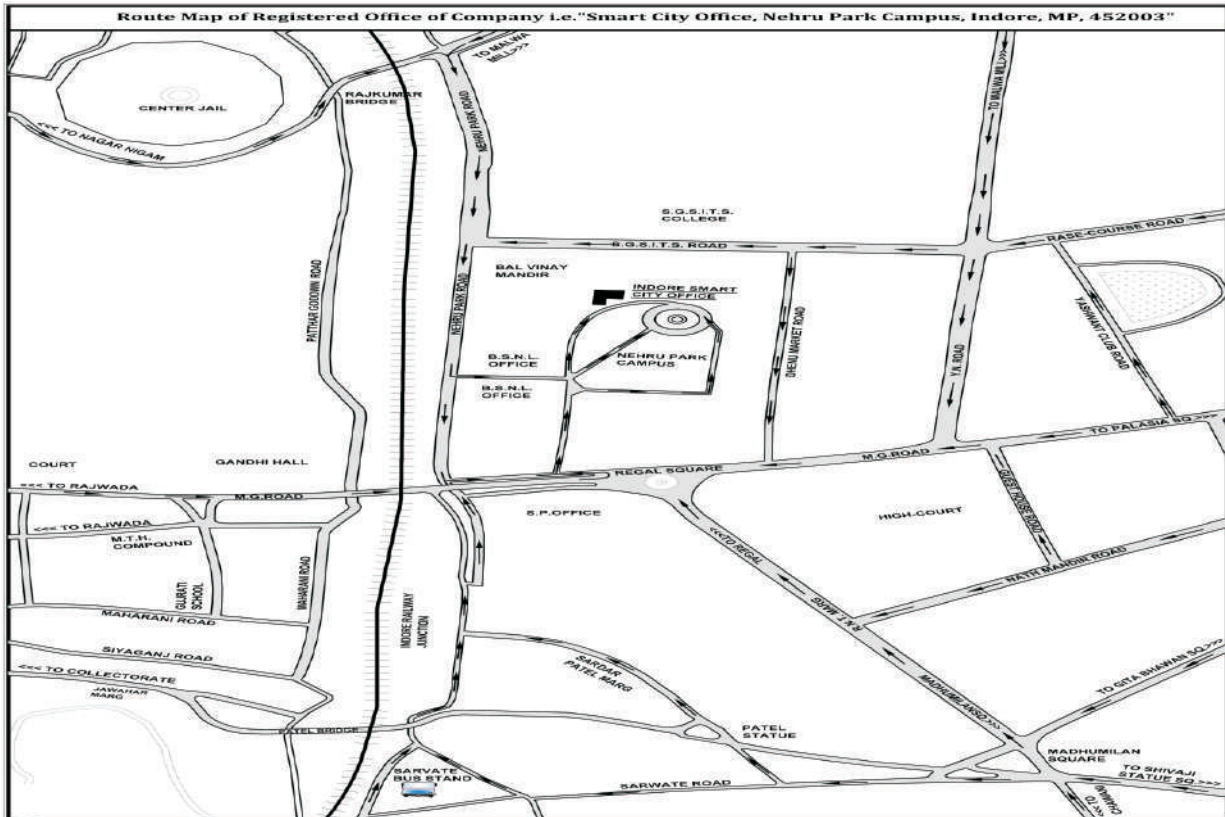 Route Map of Registered Office of Company i.e."Smart City Office, Nehru Park Campus, Indore, MP, 452003"
TO MALWA
MILL>>>
TO MALWA MILL>>>
CENTER JAIL
RAJKUMAR
BRIDGE
<<< TO NAGAR NIGAM
NEHRU PARK ROAD
S.G.S.I.T.S.
COLLEGE
RASE-COURSE ROAD
S.G.S.I.T.S. ROAD
BAL VINAY
MANDIR
INDORE SMART
CITY OFFICE
PATTHAR GODOWN ROAD
NEHRU PARK ROAD
DHENU MARKET ROAD
Y.N. ROAD
YASHWANT CLUB ROAD
B.S.N.L.
OFFICE
NEHRU PARK
CAMPUS
B.S.N.L.
OFFICE
TO PALASIA SQ.>>>
COURT
GANDHI HALL
REGAL SQUARE
M.G.ROAD
<<< TO RAJWADA
M.G.ROAD
GUEST HOUSE ROAD
<<< TO RAJWADA
S.P.OFFICE
HIGH-COURT
M.T.H.
COMPOUND
<<<TO REGAL
GUJRATI
SCHOOL
MAHARANI ROAD
RATH MANDIR ROAD
MAHARANI ROAD
R.N.T. MARG
INDORE RAILWAY
JUNCTION
SIYAGANJ ROAD
SARDAR
PATEL MARG
<<< TO COLLECTORATE
TO GITA BHAWAN SQ.>>>
JAWAHAR
MARG
MADHUMILANSQ.>>>
PATEL BRIDGE
PATEL
STATUE
MADHUMILAN
SQUARE
SARVATE
BUS STAND
SARWATE ROAD
TO SHIVAJI
STATUE SQ.>>>
<<TO